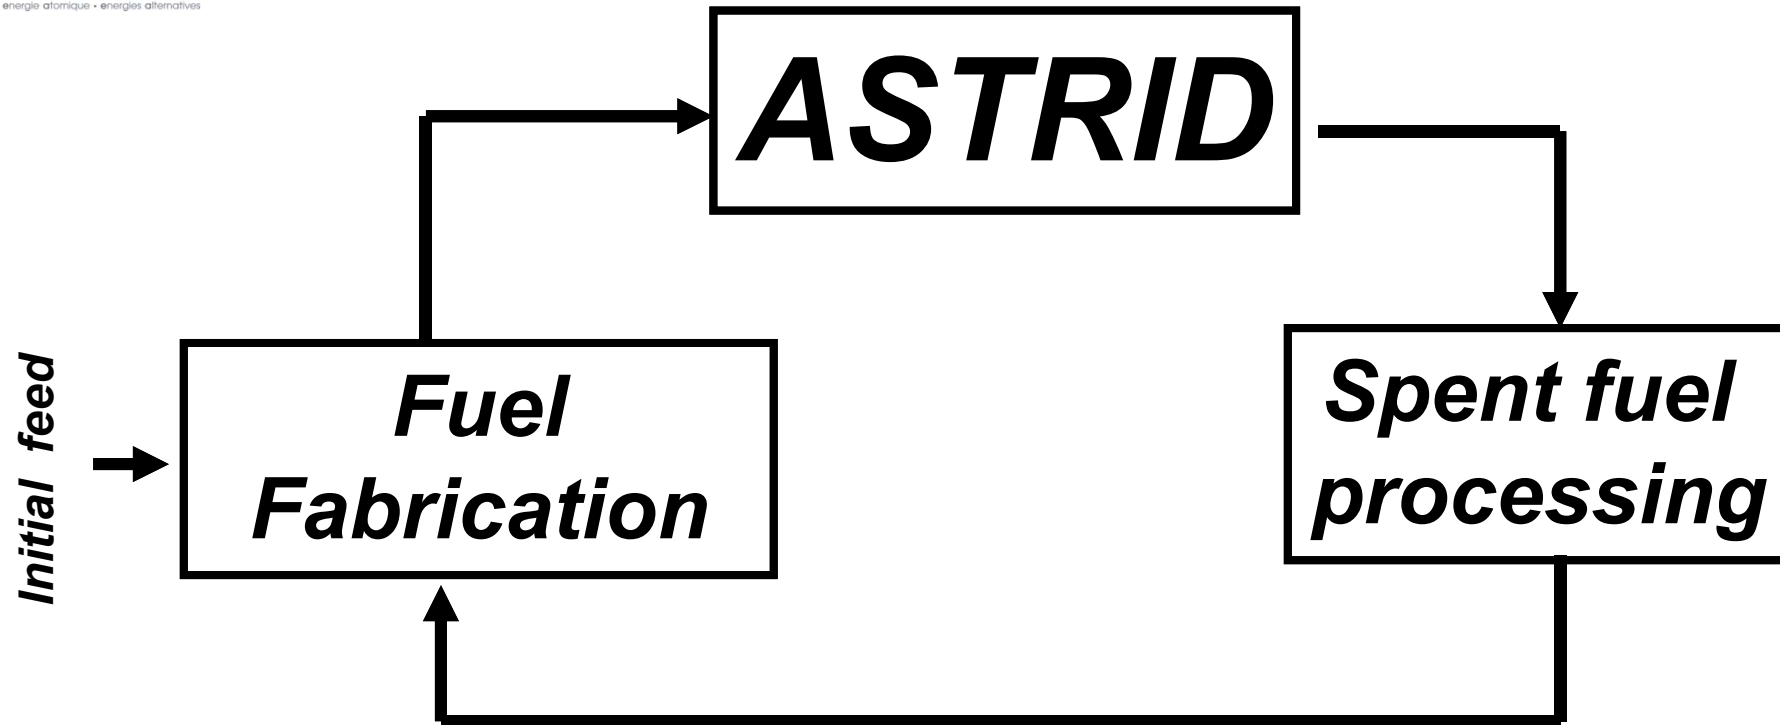 energie atomique • energies alternatives
ASTRID
Initial feed
Fuel
Fabrication
Spent fuel
processing